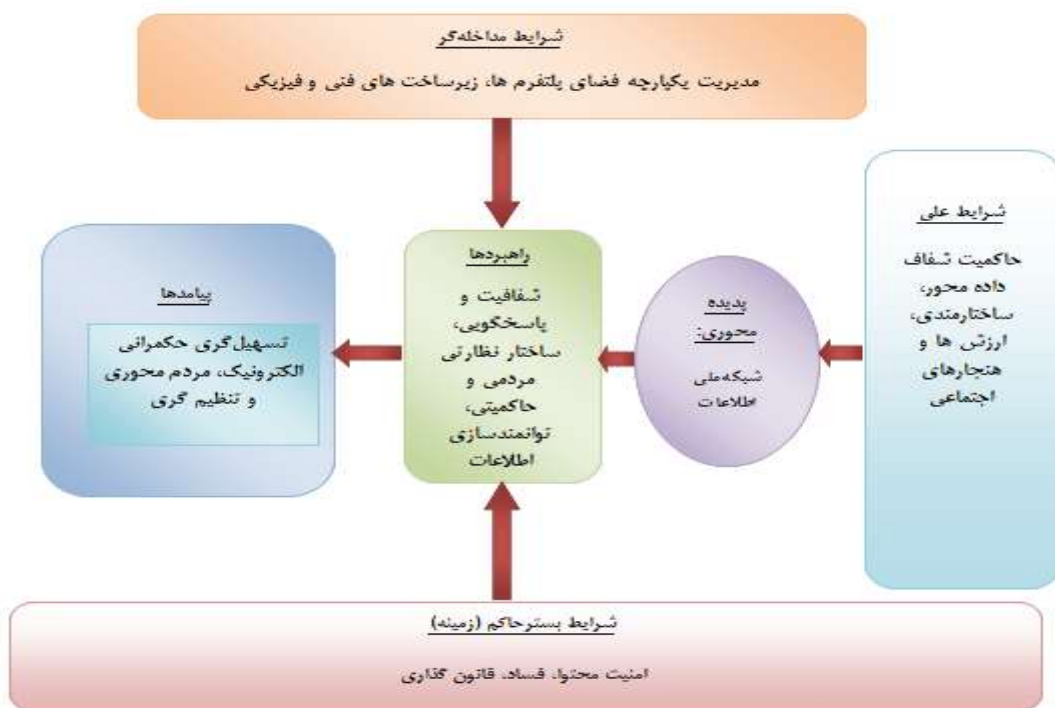 شرایط مداخله‌گر
مدیریت یکپارچه فضای پلتفرم ها، زیرساخت های فنی و فیزیکی
شرایط علی
حاکمیت شفاف
داده محور،
ساختارمندی،
ارزش ها و
هنجارهای
اجتماعی
پدیده
محوری:
شبکه‌ملی
اطلاعات
راهبردها
شفافیت و
پاسخگویی،
ساختار نظارتی
مردمی و
حاکمیتی،
توانمندسازی
اطلاعات
پیامدها
تسهیل‌گری حکمرانی
الکترونیک، مردم محوری
و تنظیم گری
شرایط بسترحاکم (زمینه)
امنیت محتوا، فساد، قانون گذاری